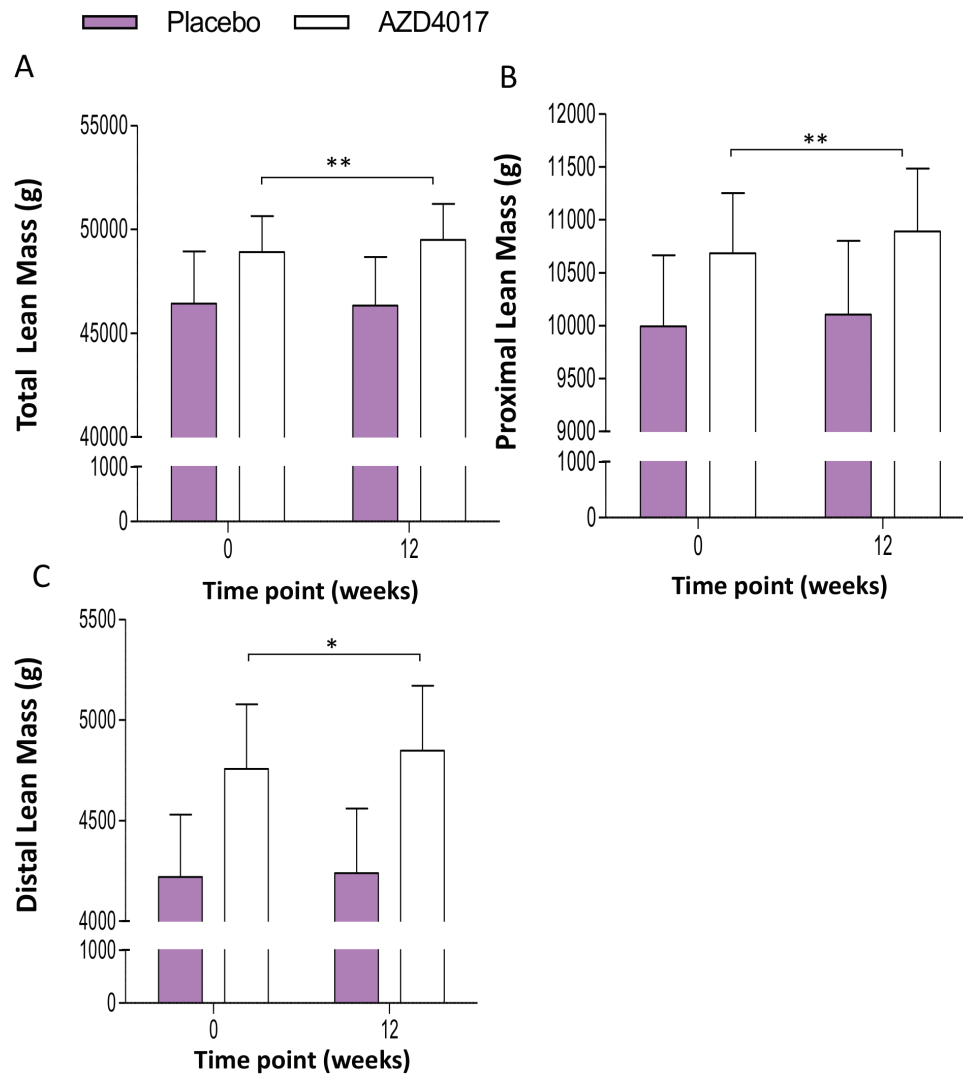 Placebo AZD4017
A
Total Lean Mass (g)
55000
50000
45000
40000
1000
0
**
0 12
Time point (weeks)
B
Proximal Lean Mass (g)
12000
11500
11000
10500
10000
9500
9000
1000
0
**
0 12
Time point (weeks)
C
Distal Lean Mass (g)
5500
5000
4500
4000
1000
0
*
0 12
Time point (weeks)